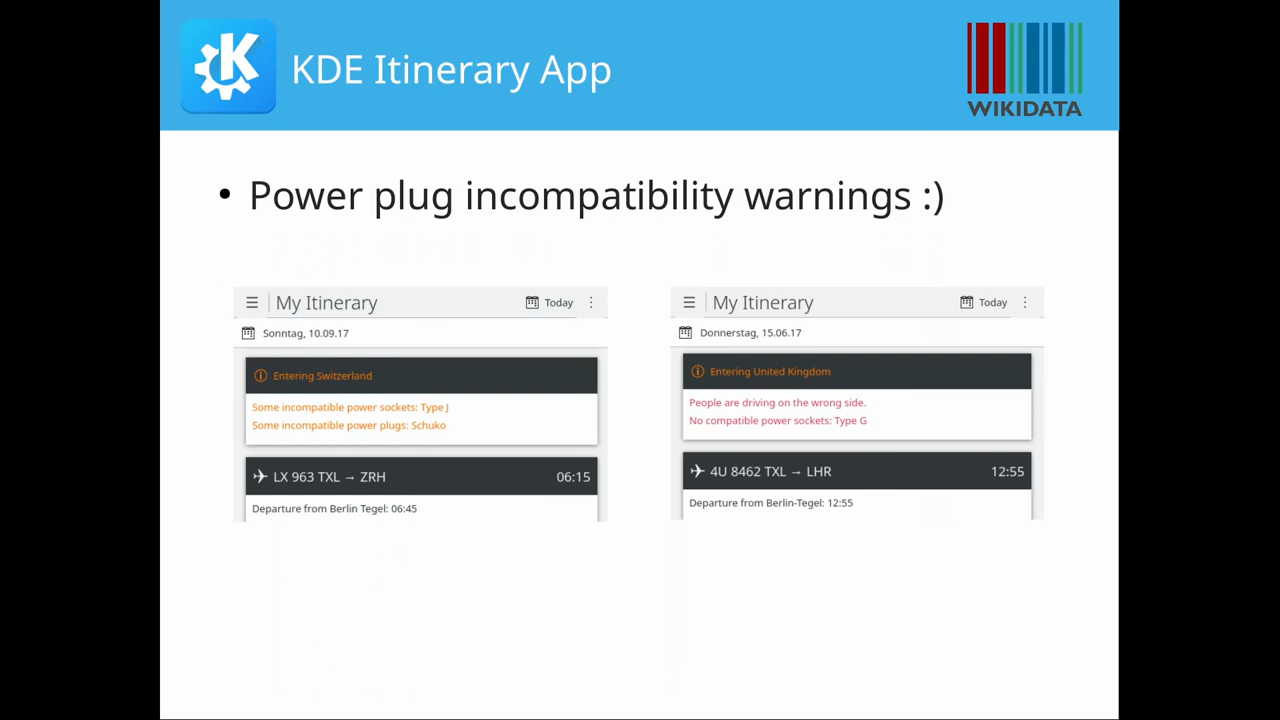 KDE Itinerary App
WIKIDATA
• Power plug incompatibility warnings :)
My Itinerary
Today
Sonntag, 10.09.17
Entering Switzerland
Some incompatible power sockets: Type J
Some incompatible power plugs: Schuko
LX 963 TXL → ZRH
06:15
Departure from Berlin Tegel: 06:45
My Itinerary
Today
Donnerstag, 15.06.17
Entering United Kingdom
People are driving on the wrong side.
No compatible power sockets: Type G
4U 8462 TXL → LHR
12:55
Departure from Berlin-Tegel: 12:55